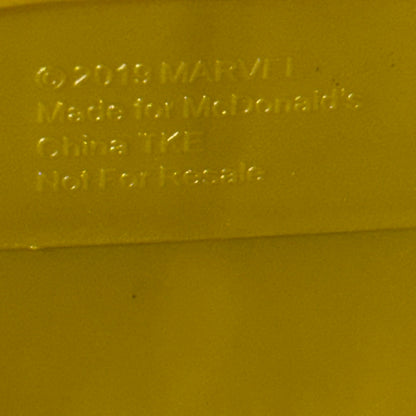 © 2019 MARVEL
Made for McDonald's
China TKE
Not For Resale